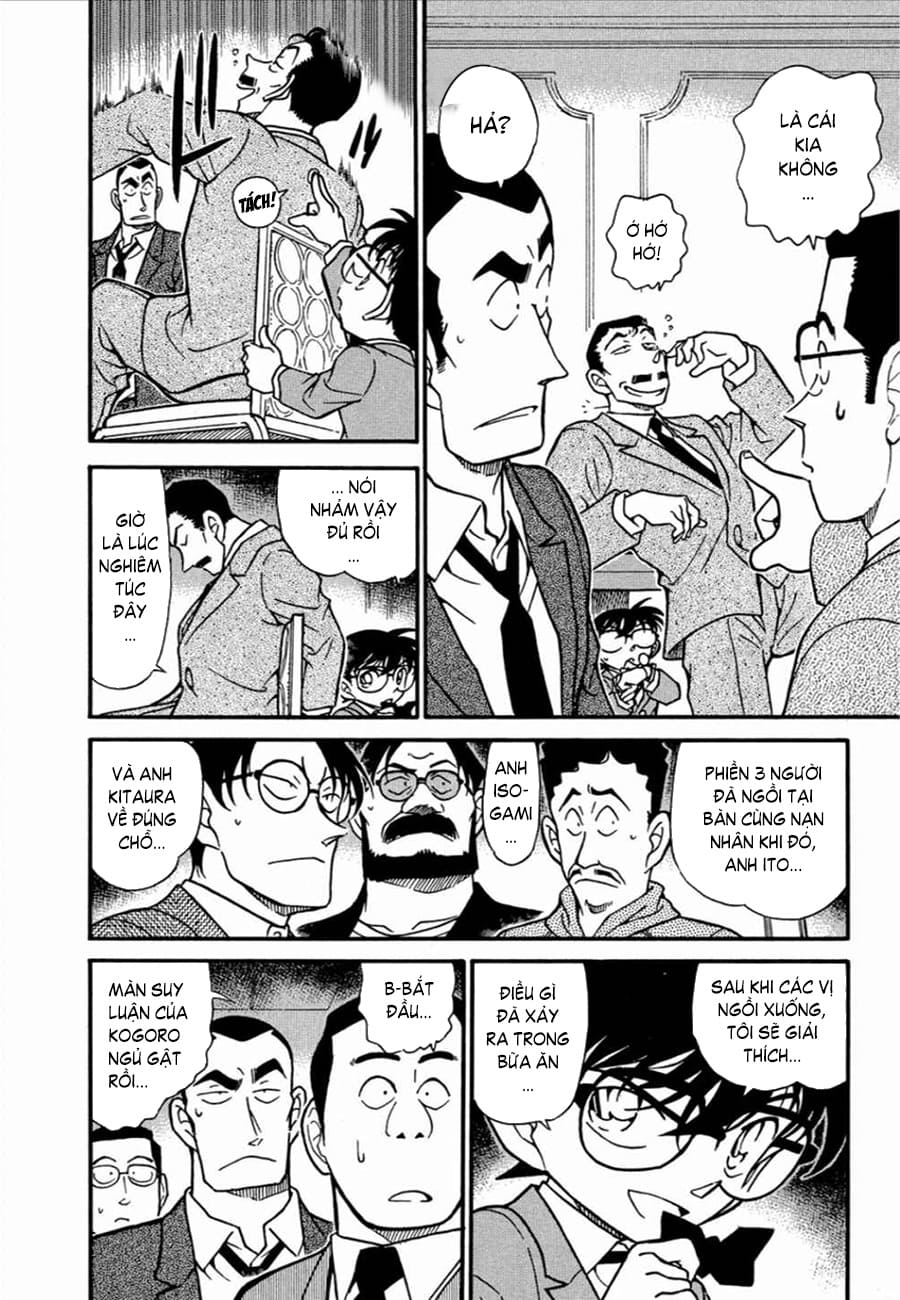 LÀ CÁI
KIA
KHÔNG
...
HẢ?
Ớ HỚ
HỚ!
TÁCH!
... NÓI
NHẢM VẬY
ĐỦ RỒI
...
GIỜ
LÀ LÚC
NGHIÊM
TÚC
ĐÂY
...
PHIỀN 3 NGƯỜI
ĐÃ NGỒI TẠI
BÀN CÙNG NẠN
NHÂN KHI ĐÓ,
ANH ITO...
ANH
ISO-
GAMI
...
VÀ ANH
KITAURA
VỀ ĐÚNG
CHỖ...
SAU KHI CÁC VỊ
NGỒI XUỐNG,
TÔI SẼ GIẢI
THÍCH...
ĐIỀU GÌ
ĐÃ XẢY
RA TRONG
BỮA ĂN
...
B-BẮT
ĐẦU...
MÀN SUY
LUẬN CỦA
KOGORO
NGỦ GẬT
RỒI...